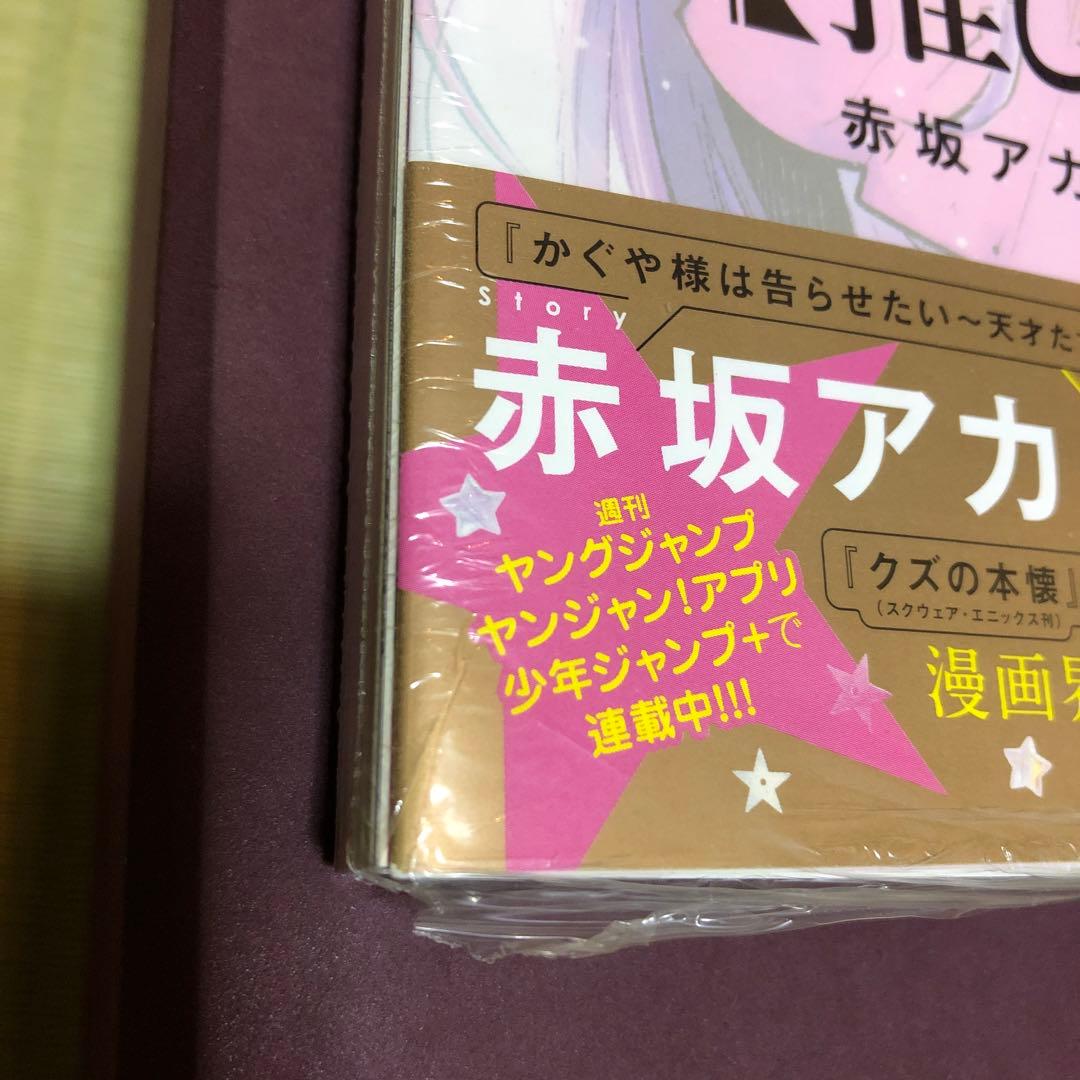 【推し
赤坂アカ
『かぐや様は告らせたい～天才た
story
赤坂アカ
週刊
ヤングジャンプ
ヤンジャン!アプリ
少年ジャンプ+で
連載中!!!
『クズの本懐』
(スクウェア・エニックス刊)
漫画界